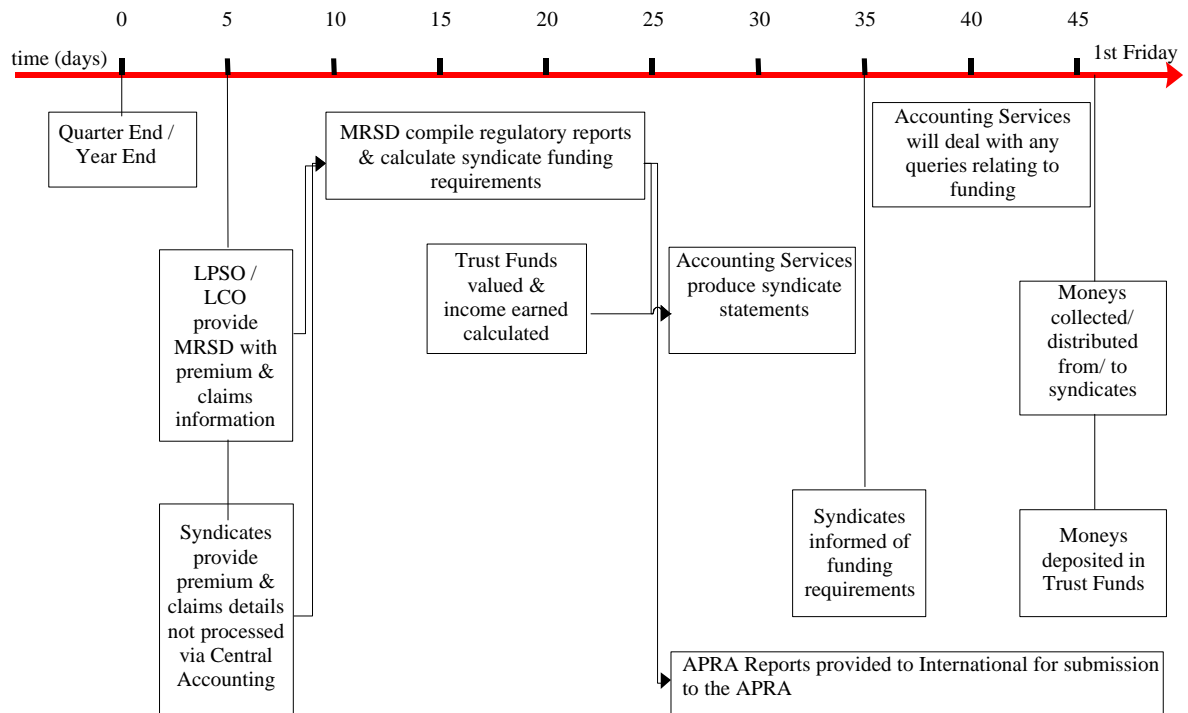 0 5 10 15 20 25 30 35 40 45
time (days)
1st Friday
Quarter End /
Year End
MRSD compile regulatory reports
& calculate syndicate funding
requirements
Accounting Services
will deal with any
queries relating to
funding
LPSO /
LCO
provide
MRSD with
premium &
claims
information
Trust Funds
valued &
income earned
calculated
Accounting Services
produce syndicate
statements
Moneys
collected/
distributed
from/ to
syndicates
Syndicates
provide
premium &
claims details
not processed
via Central
Accounting
Syndicates
informed of
funding
requirements
Moneys
deposited in
Trust Funds
APRA Reports provided to International for submission
to the APRA